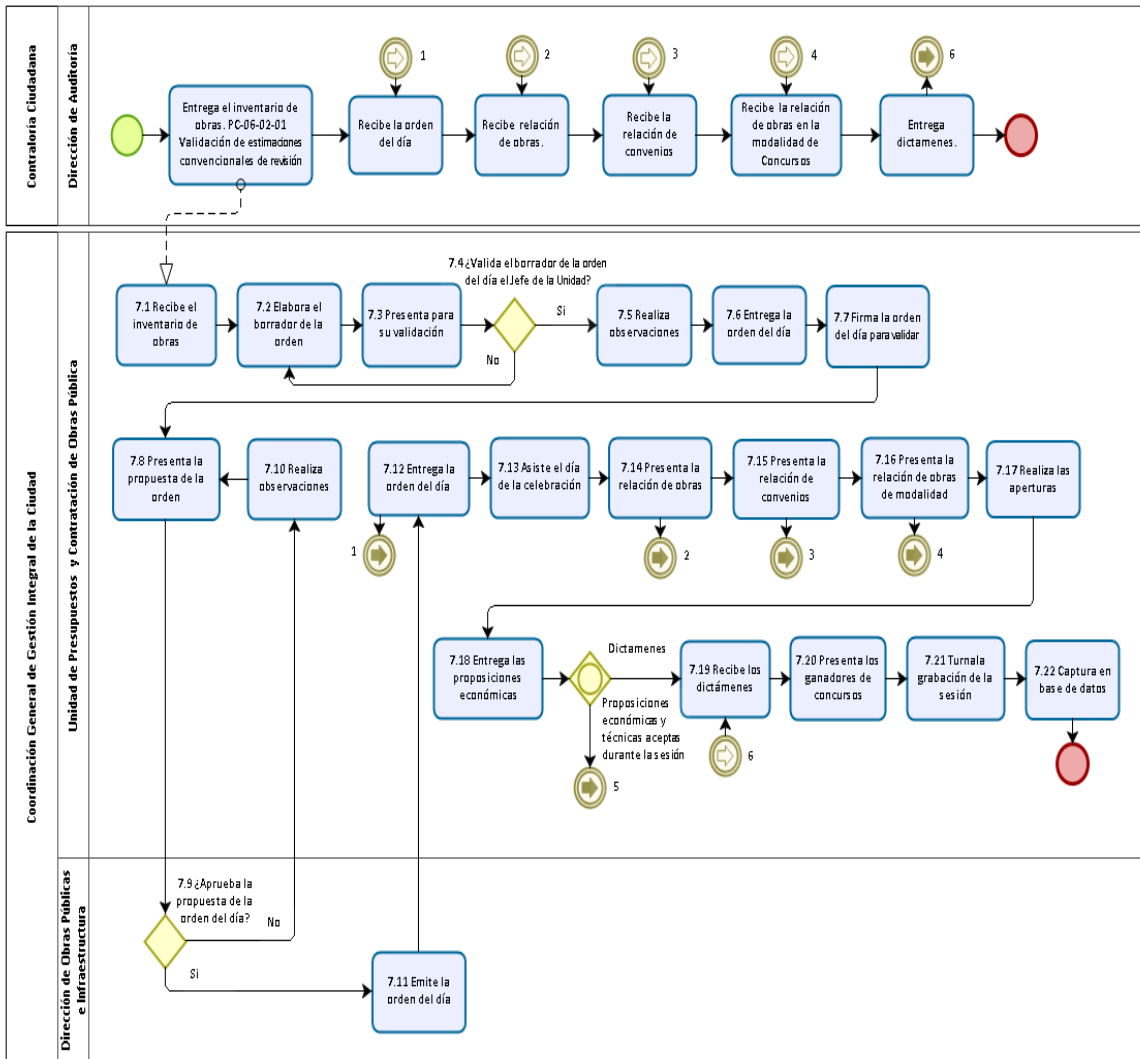 Contraloría Ciudadana
Dirección de Auditoría
Entrega el inventario de
obras. PC-06-02-01
Validación de estimaciones
convencionales de revisión
1
Recibe la orden
del día
2
Recibe relación
de obras.
3
Recibe la
relación de
convenios
4
Recibe la relación
de obras en la
modalidad de
Concursos
6
Entrega
dictamenes.
Coordinación General de Gestión Integral de la Ciudad
Unidad de Presupuestos y Contratación de Obras Pública
7.1 Recibe el
inventario de
obras
7.2 Elabora el
borrador de la
orden
7.3 Presenta para
su validación
7.4 ¿Valida el borrador de la orden
del día el Jefe de la Unidad?
Si
No
7.5 Realiza
observaciones
7.6 Entrega la
orden del día
7.7 Firma la orden
del día para validar
7.8 Presenta la
propuesta de la
orden
7.10 Realiza
observaciones
7.12 Entrega la
orden del día
1
7.13 Asiste el día
de la celebración
7.14 Presenta la
relación de obras
2
7.15 Presenta la
relación de
convenios
3
7.16 Presenta la
relación de obras
de modalidad
4
7.17 Realiza las
aperturas
7.18 Entrega las
proposiciones
económicas
Dictamenes
Proposiciones
económicas y
técnicas aceptas
durante la sesión
5
7.19 Recibe los
dictámenes
6
7.20 Presenta los
ganadores de
concursos
7.21 Turna la
grabación de la
sesión
7.22 Captura en
base de datos
Dirección de Obras Públicas
e Infraestructura
7.9 ¿Aprueba la
propuesta de la
orden del día?
No
Si
7.11 Emite la
orden del día